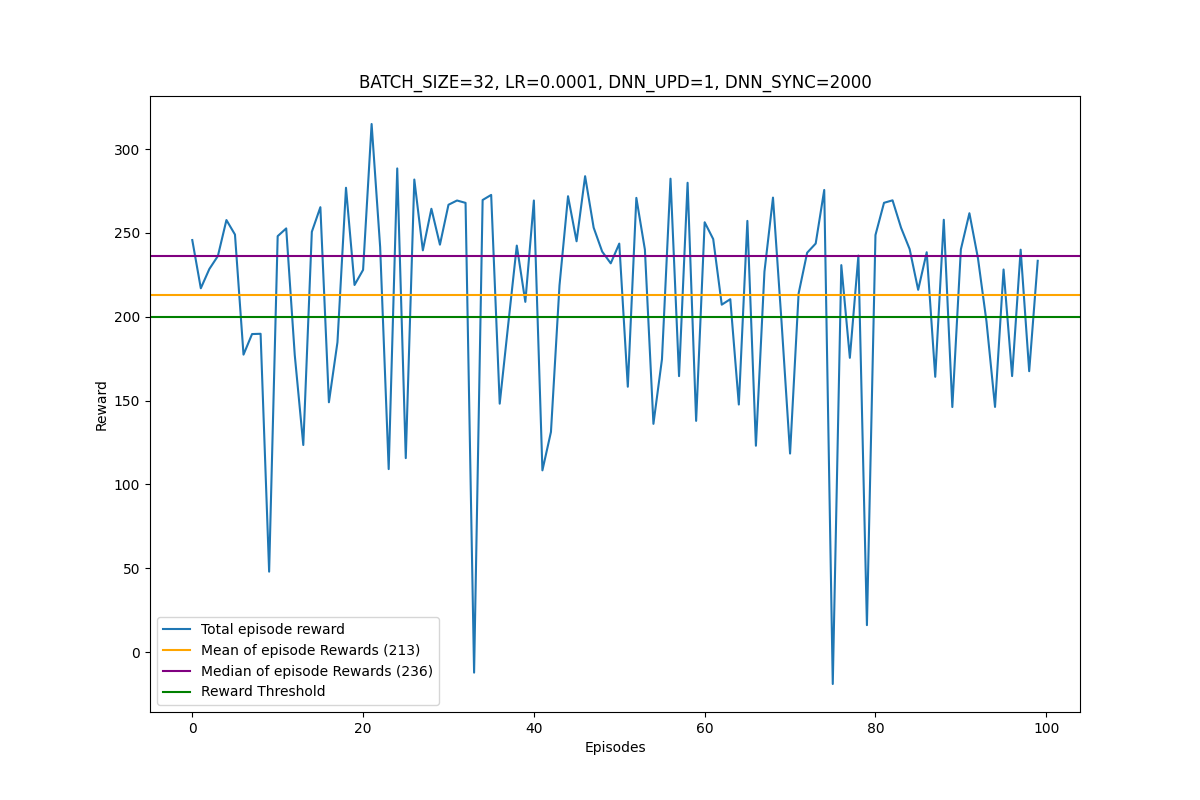 BATCH_SIZE=32, LR=0.0001, DNN_UPD=1, DNN_SYNC=2000
300
250
200
150
100
50
0
Reward
Total episode reward
Mean of episode Rewards (213)
Median of episode Rewards (236)
Reward Threshold
0 20 40 60 80 100
Episodes